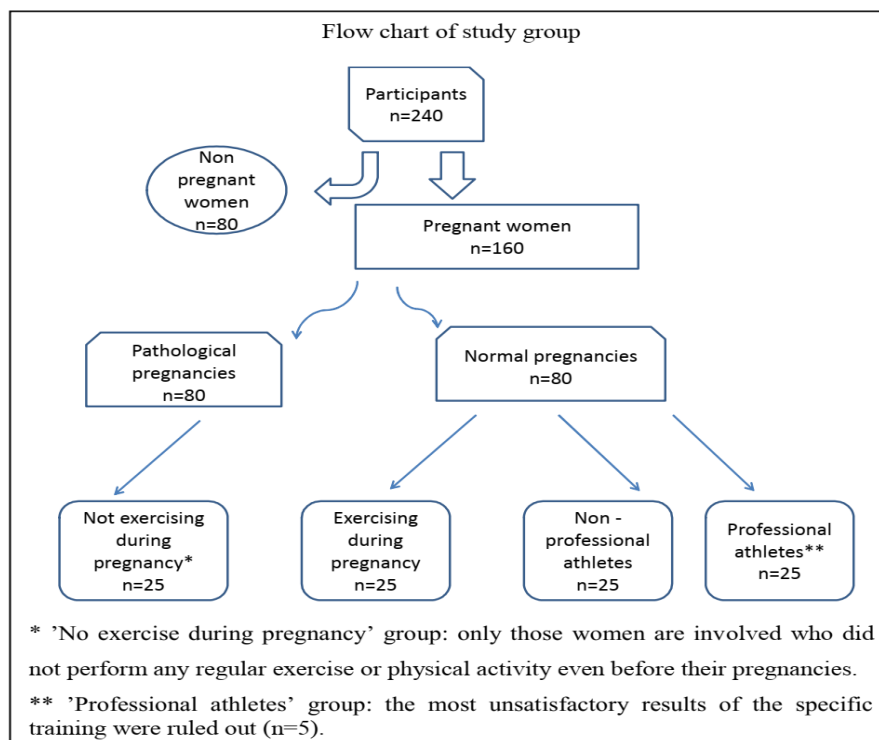 Flow chart of study group
Participants
n=240
Non
pregnant
women
n=80
Pregnant women
n=160
Pathological
pregnancies
n=80
Normal pregnancies
n=80
Not exercising
during
pregnancy*
n=25
Exercising
during
pregnancy
n=25
Non -
professional
athletes
n=25
Professional
athletes**
n=25
* ’No exercise during pregnancy’ group: only those women are involved who did
not perform any regular exercise or physical activity even before their pregnancies.
** ’Professional athletes’ group: the most unsatisfactory results of the specific
training were ruled out (n=5).